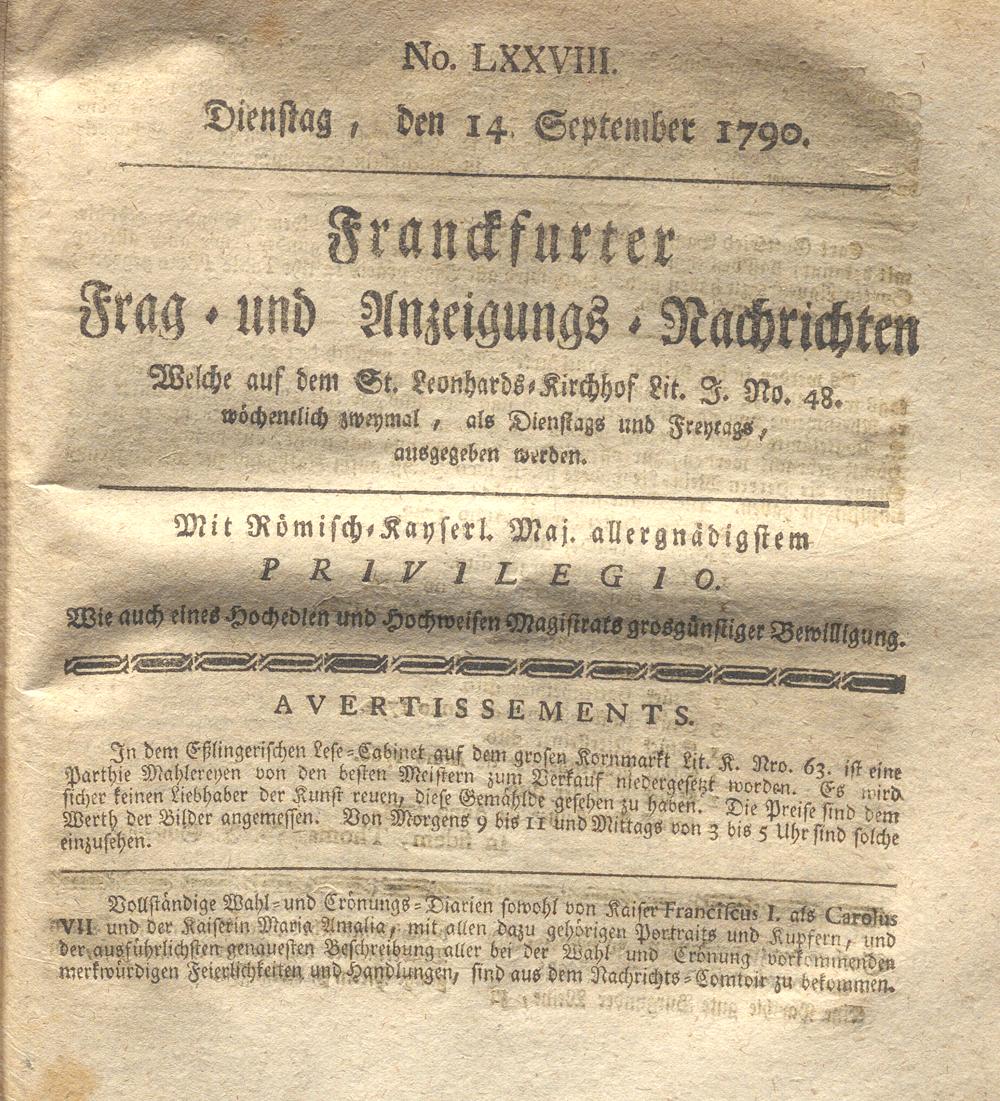 No. LXXVIII.
Dienstag, den 14. September 1790.
Franckfurter
Frag- und Anzeigungs-Nachrichten
Welche auf dem St. Leonhards-Kirchhof Lit. J. No. 48.
wöchentlich zweymal, als Dienstags und Freytags,
ausgegeben werden.
Mit Römisch-Kayserl. Maj. allergnädigstem
PRIVILEGIO.
Wie auch eines Hochedlen und Hochweisen Magistrats grosgünstiger Bewilligung.
AVERTISSEMENTS.
In dem Eßlingerischen Lese-Cabinet auf dem grosen Kornmarkt Lit. K. Nro. 63. ist eine
Parthie Mahlereyen von den besten Meistern zum Verkauf niedergesetzt worden. Es wird
sicher keinen Liebhaber der Kunst reuen, diese Gemählde gesehen zu haben. Die Preise sind dem
Werth der Bilder angemessen. Von Morgens 9 bis 11 und Mittags von 3 bis 5 Uhr sind solche
einzusehen.
Vollständige Wahl- und Crönungs-Diarien sowohl von Kaiser Franciscus I. als Carolus
VII. und der Kaiserin Maria Amalia, mit allen dazu gehörigen Portraits und Kupfern, und
der ausführlichsten genauesten Beschreibung aller bei der Wahl und Crönung vorkommenden
merkwürdigen Feierlichkeiten und Handlungen, sind aus dem Nachrichts-Comtoir zu bekommen.